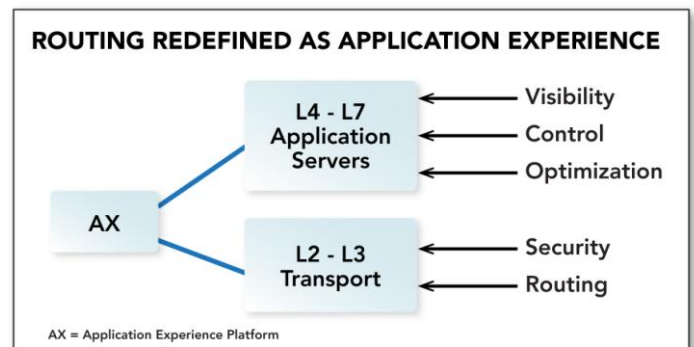 ROUTING REDEFINED AS APPLICATION EXPERIENCE
L4 - L7
Application
Servers
Visibility
Control
Optimization
AX
L2 - L3
Transport
Security
Routing
AX = Application Experience Platform